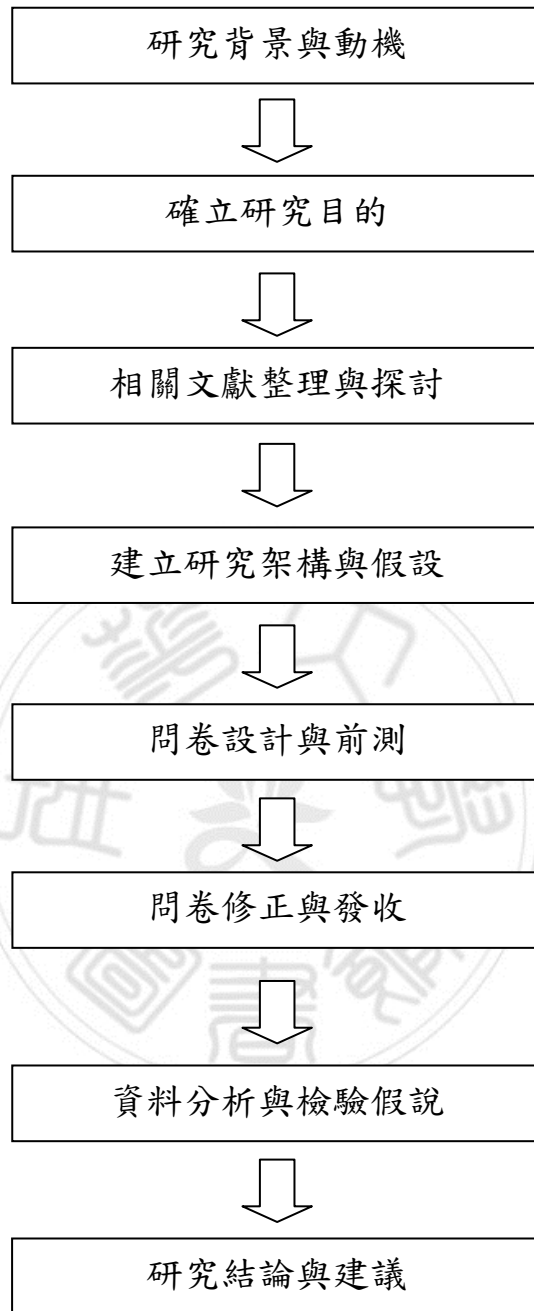 研究背景與動機
確立研究目的
相關文獻整理與探討
建立研究架構與假設
問卷設計與前測
問卷修正與發收
資料分析與檢驗假說
研究結論與建議